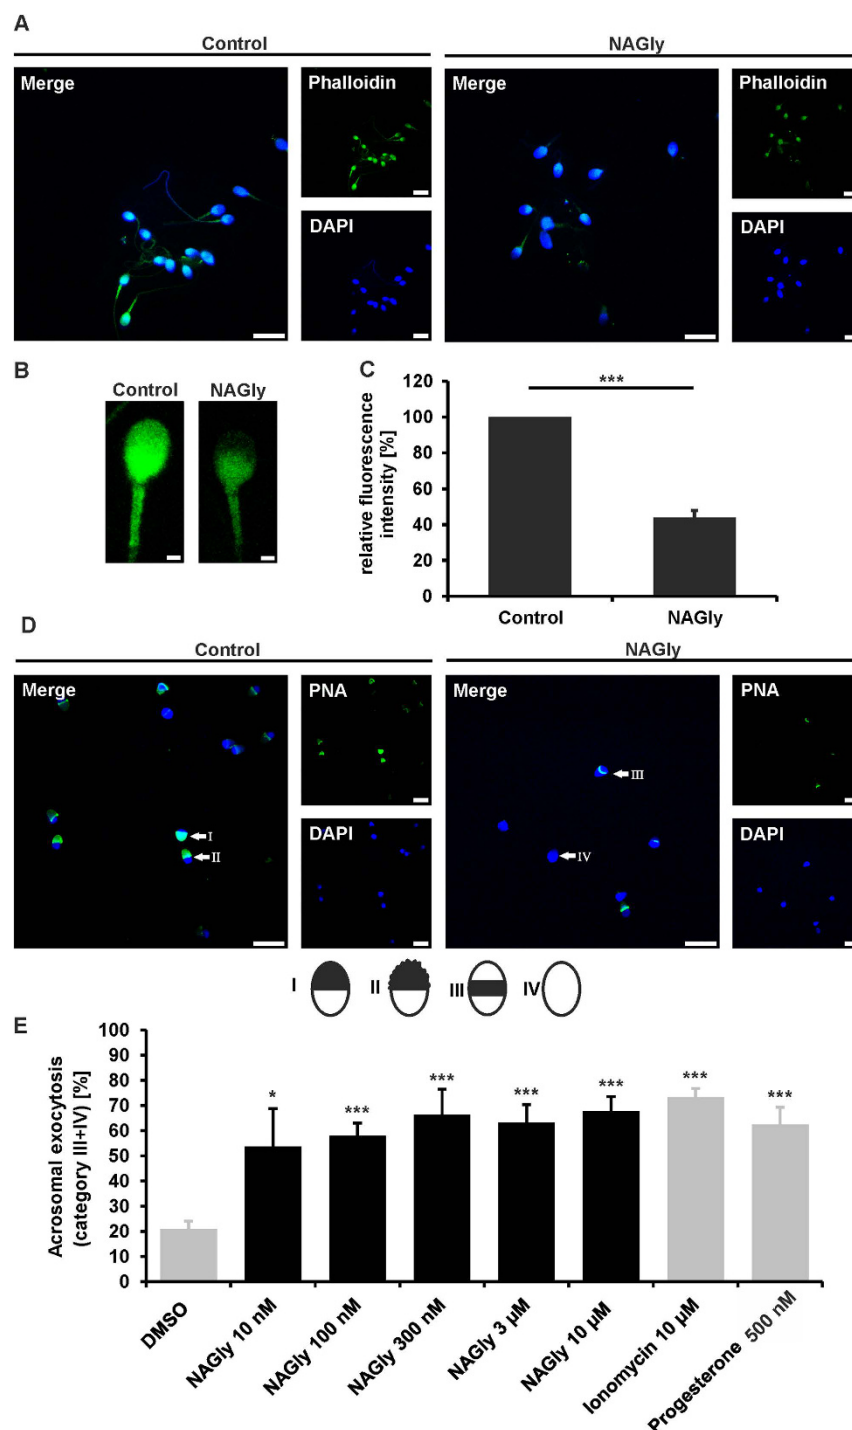 A
Control
NAGly
Merge
Phalloidin
DAPI
Merge
Phalloidin
DAPI
B
Control
NAGly
C
relative fluorescence
intensity [%]
120
100
80
60
40
20
0
***
Control
NAGly
D
Control
NAGly
Merge
I
II
PNA
DAPI
Merge
III
IV
PNA
DAPI
I
II
III
IV
E
Acrosomal exocytosis
(category III+IV) [%]
100
90
80
70
60
50
40
30
20
10
0
*
***
***
***
***
***
***
DMSO
NAGly 10 nM
NAGly 100 nM
NAGly 300 nM
NAGly 3 µM
NAGly 10 µM
Ionomycin 10 µM
Progesterone 500 nM